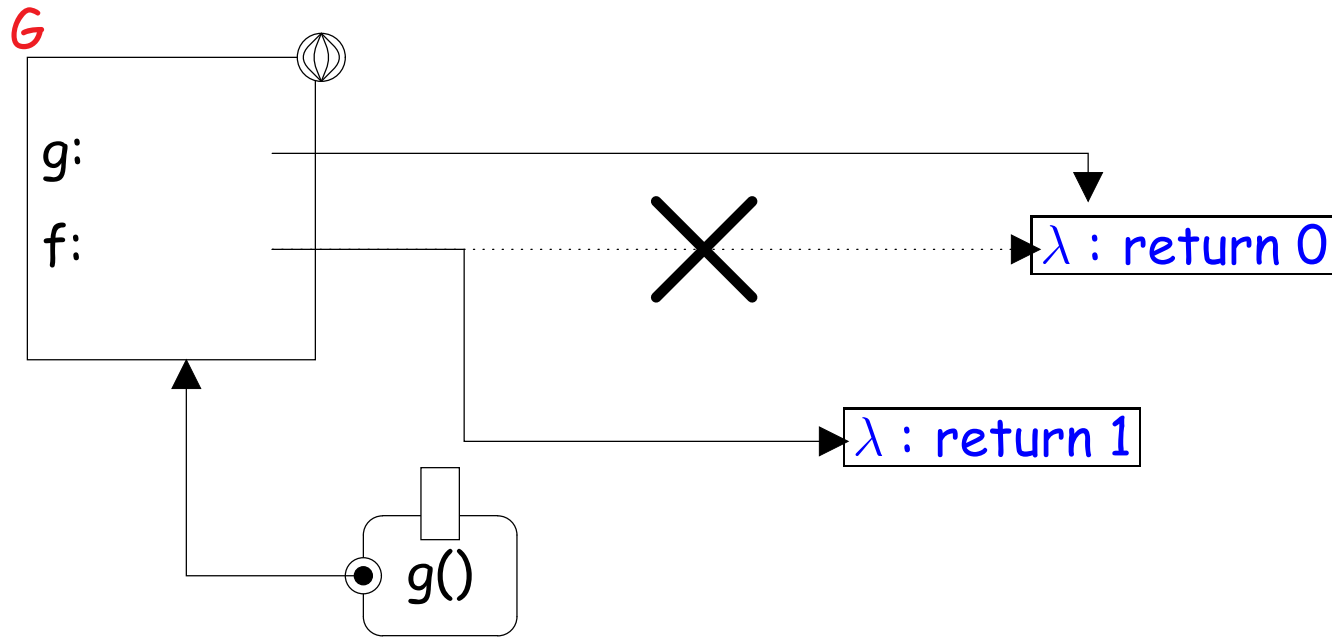 G
g:
f:
λ : return 0
λ : return 1
g()